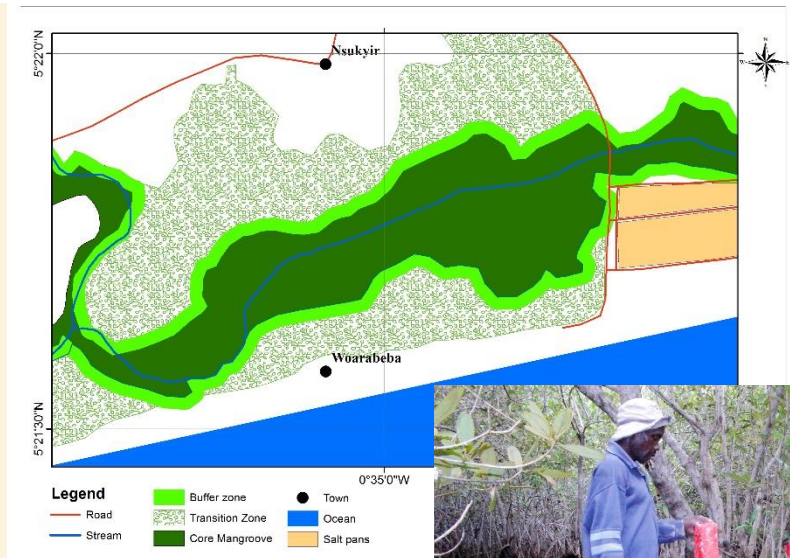 5°22'0"N
Nsukyir
Woarabeba
5°21'30"N
0°35'0"W
Legend
Road
Stream
Buffer zone
Transition Zone
Core Mangroove
Town
Ocean
Salt pans